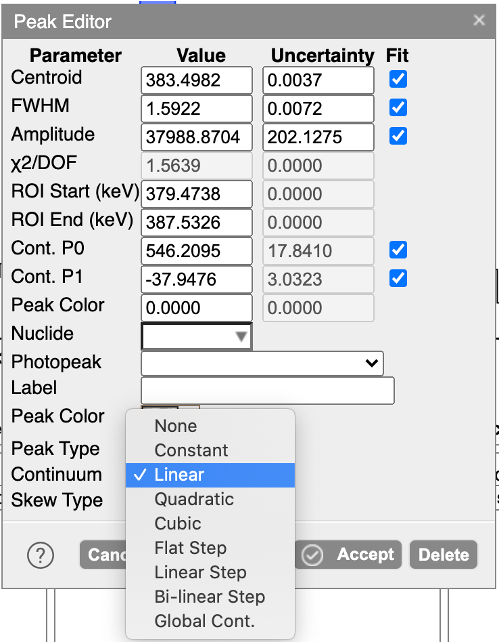 Peak Editor ×
Parameter Value Uncertainty Fit
Centroid 383.4982 0.0037
FWHM 1.5922 0.0072
Amplitude 37988.8704 202.1275
χ2/DOF 1.5639 0.0000
ROI Start (keV) 379.4738 0.0000
ROI End (keV) 387.5326 0.0000
Cont. P0 546.2095 17.8410
Cont. P1 -37.9476 3.0323
Peak Color 0.0000 0.0000
Nuclide
Photopeak
Label
Peak Color
Peak Type
Continuum
Skew Type
None
Constant
✓ Linear
Quadratic
Cubic
Flat Step
Linear Step
Bi-linear Step
Global Cont.
? Canc Accept Delete